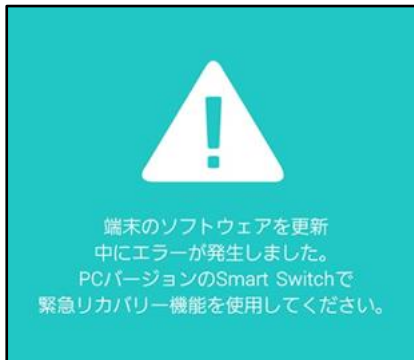 端末のソフトウェアを更新
中にエラーが発生しました。
PCバージョンのSmart Switchで
緊急リカバリー機能を使用してください。